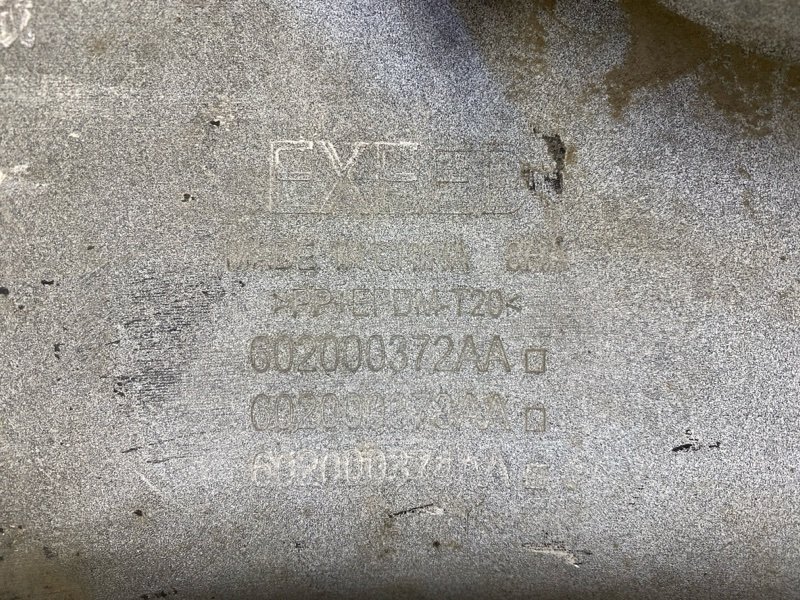 EXEED
MADE IN CHINA
>PP+EPDM-T20<
602000372AA
602000373AA
602000374AA